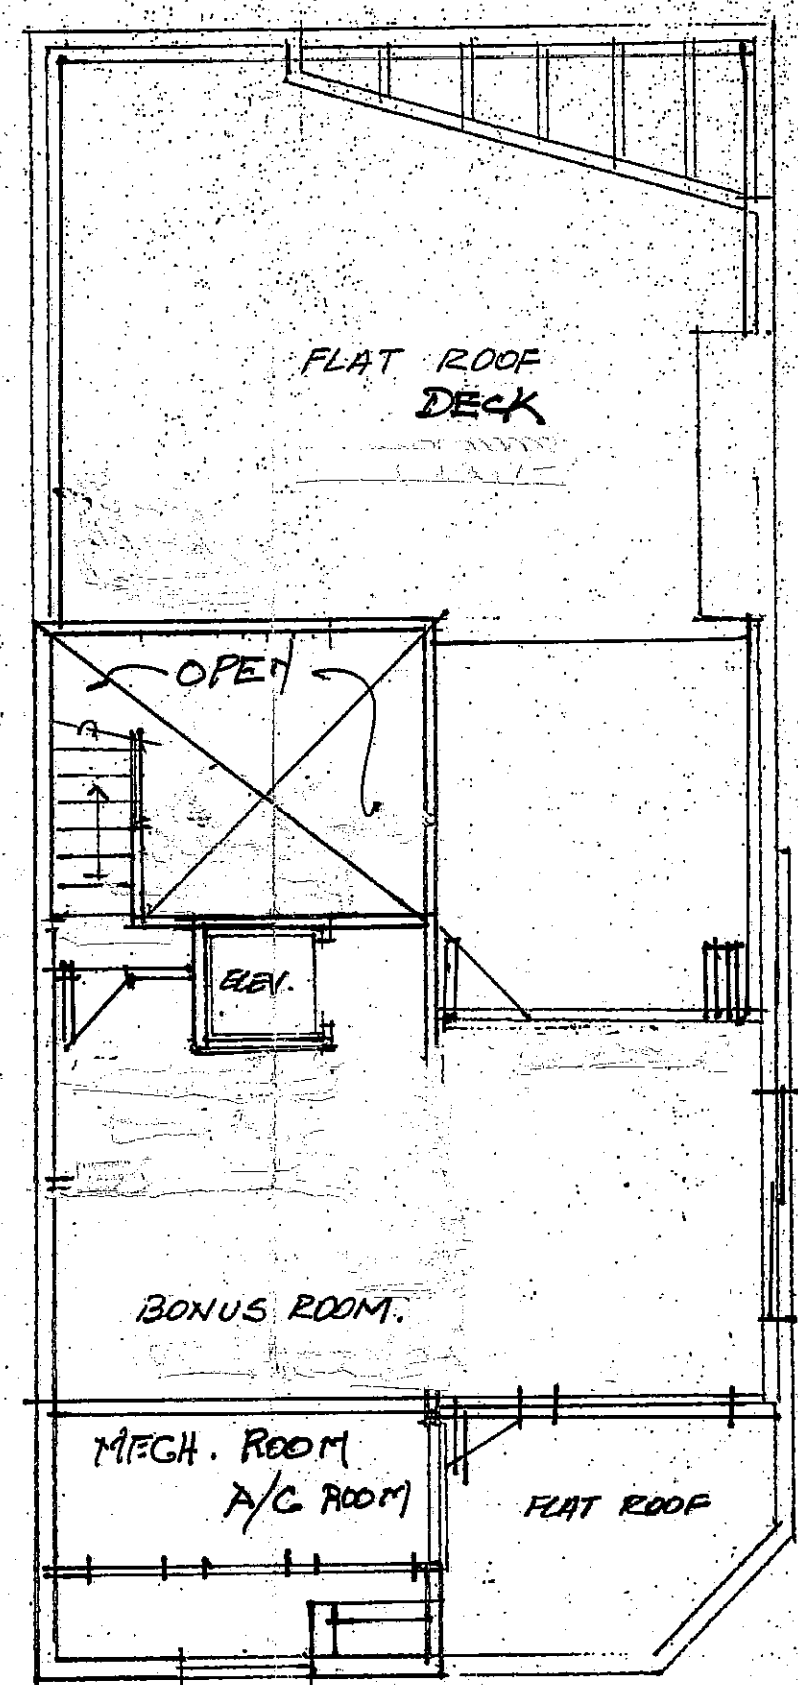 FLAT ROOF
DECK
OPEN
ELEV.
BONUS ROOM.
MECH. ROOM
A/C ROOM
FLAT ROOF